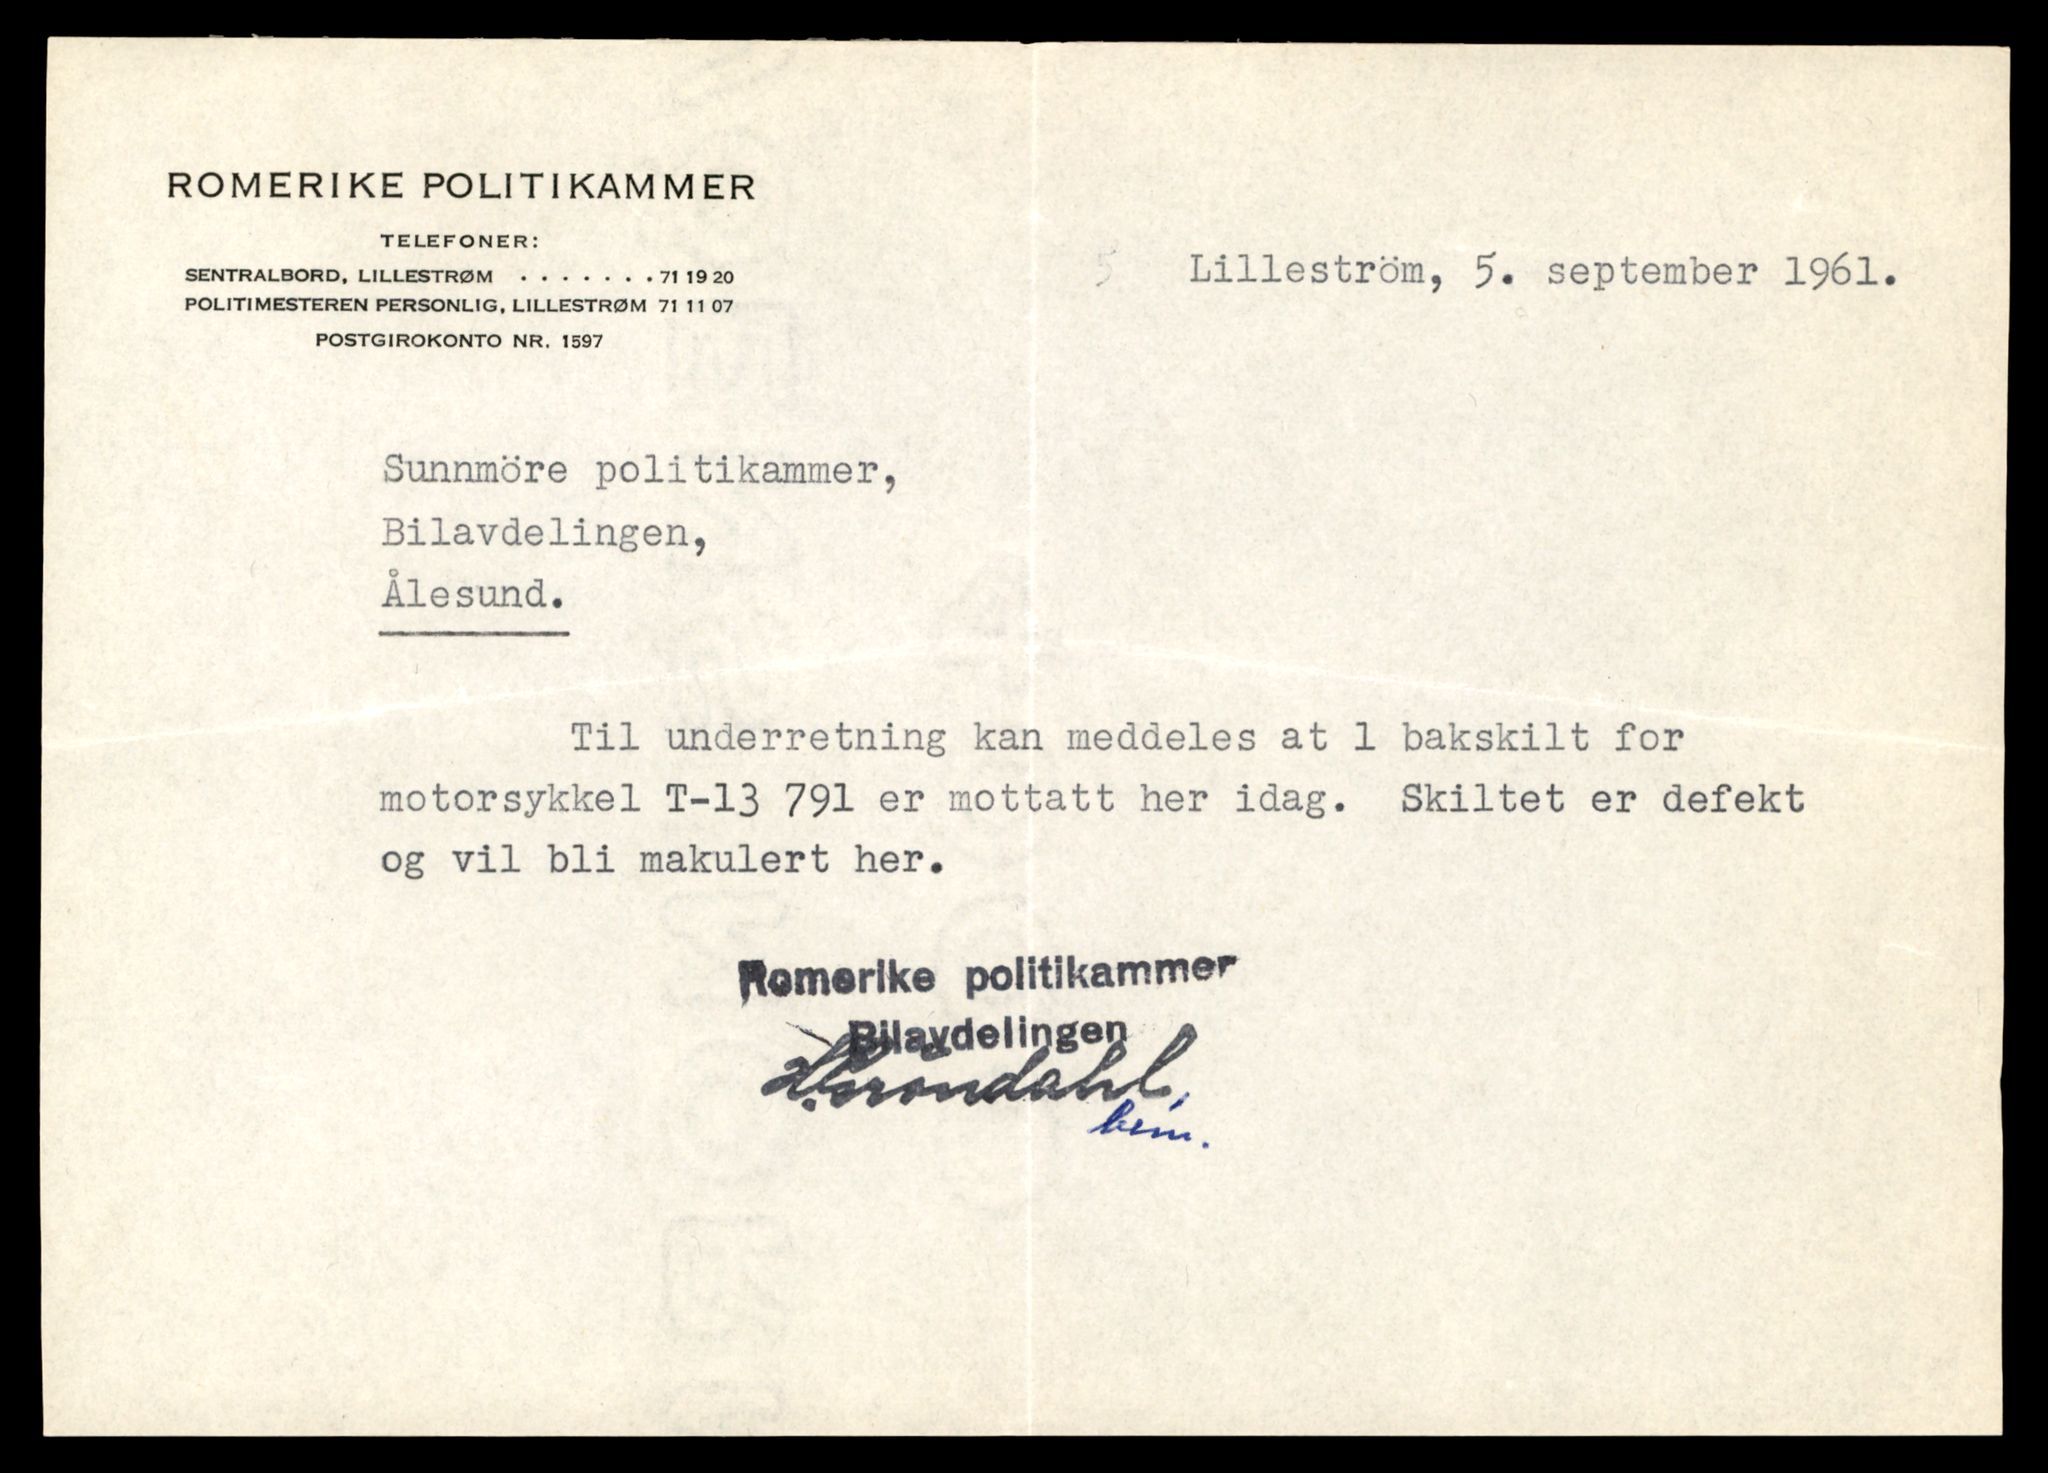 ROMERIKE POLITIKAMMER
TELEFONER:
SENTRALBORD, LILLESTRØM . . . . . . . 71 19 20
POLITIMESTEREN PERSONLIG, LILLESTRØM 71 11 07
POSTGIROKONTO NR. 1597
5 Lilleström, 5. september 1961.
Sunnmöre politikammer,
Bilavdelingen,
Ålesund.
Til underretning kan meddeles at 1 bakskilt for
motorsykkel T-13 791 er mottatt her idag. Skiltet er defekt
og vil bli makulert her.
Romerike politikammer
Bilavdelingen